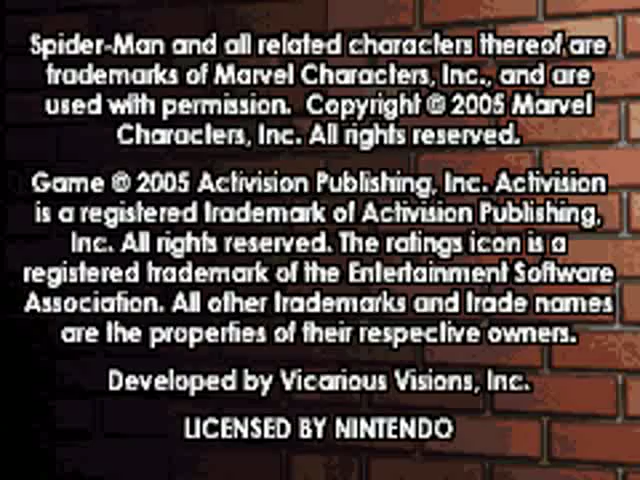 Spider-Man and all related characters thereof are
trademarks of Marvel Characters, Inc., and are
used with permission. Copyright © 2005 Marvel
Characters, Inc. All rights reserved.
Game © 2005 Activision Publishing, Inc. Activision
is a registered trademark of Activision Publishing,
Inc. All rights reserved. The ratings icon is a
registered trademark of the Entertainment Software
Association. All other trademarks and trade names
are the properties of their respective owners.
Developed by Vicarious Visions, Inc.
LICENSED BY NINTENDO